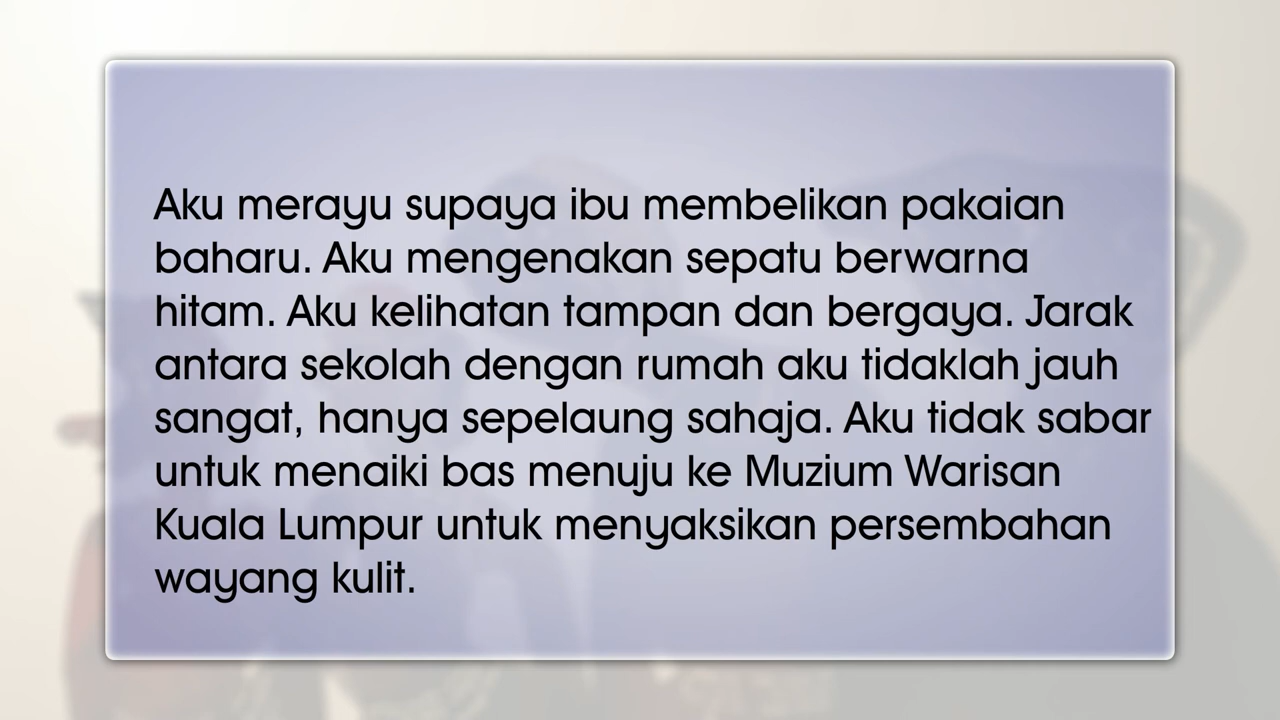 Aku merayu supaya ibu membelikan pakaian
baharu. Aku mengenakan sepatu berwarna
hitam. Aku kelihatan tampan dan bergaya. Jarak
antara sekolah dengan rumah aku tidaklah jauh
sangat, hanya sepelaung sahaja. Aku tidak sabar
untuk menaiki bas menuju ke Muzium Warisan
Kuala Lumpur untuk menyaksikan persembahan
wayang kulit.